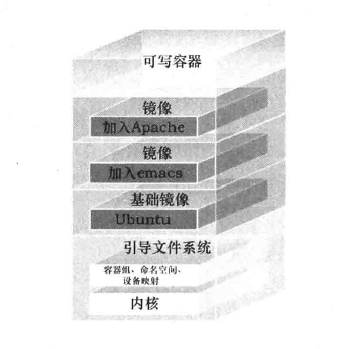 可写容器
镜像
加入Apache
镜像
加入emacs
基础镜像
Ubuntu
引导文件系统
容器组、命名空间、
设备映射
内核